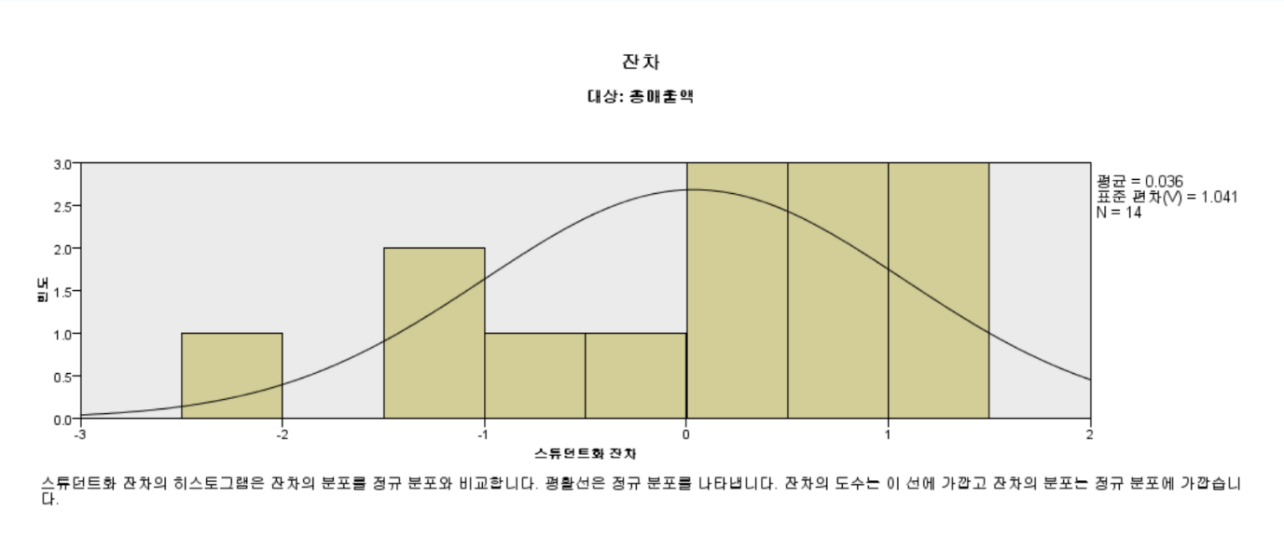 잔차
대상: 총매출액
3.0
2.5
2.0
1.5
1.0
0.5
0.0
빈도
-3
-2
-1
0
1
2
스튜던트화 잔차
평균 = 0.036
표준 편차(V) = 1.041
N = 14
스튜던트화 잔차의 히스토그램은 잔차의 분포를 정규 분포와 비교합니다. 평활선은 정규 분포를 나타냅니다. 잔차의 도수는 이 선에 가깝고 잔차의 분포는 정규 분포에 가깝습니
다.